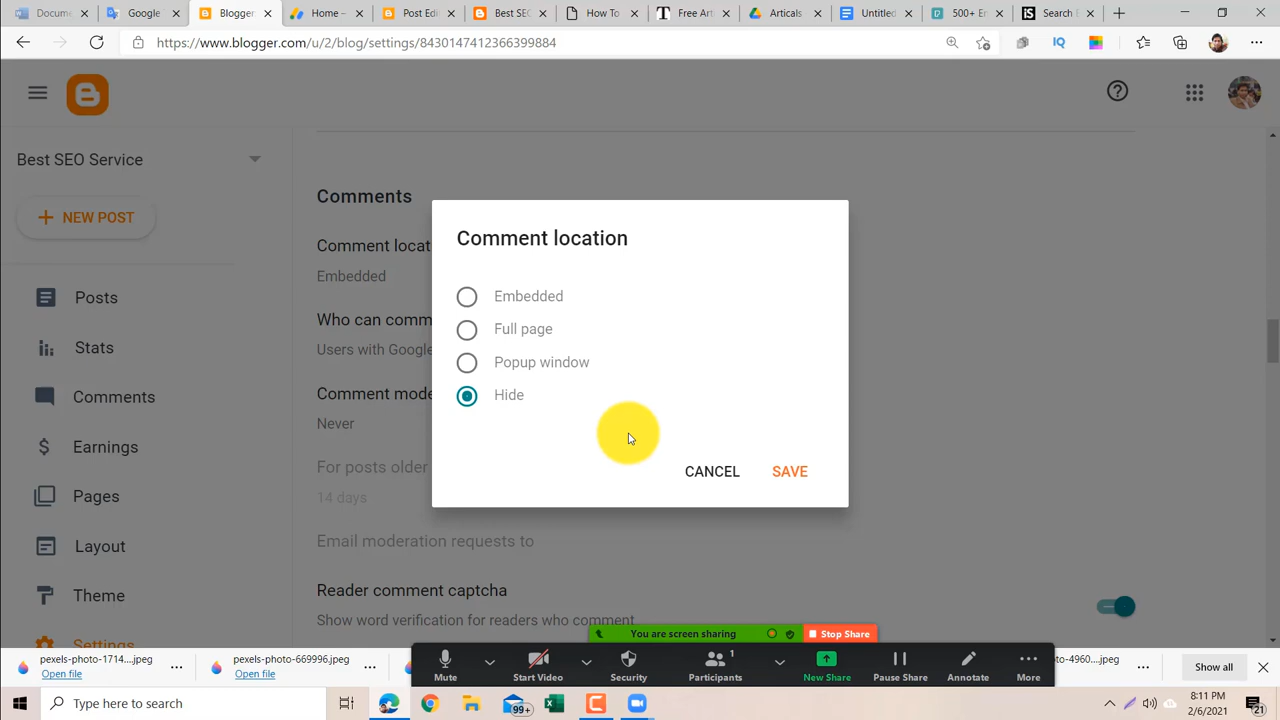 Docume
Google
Blogger
Home –
Post Edi
Best SEO
How To
Free Ar
Articals
Untitled
500+ En
Search E
https://www.blogger.com/u/2/blog/settings/8430147412366399884
IQ
Best SEO Service
NEW POST
Posts
Stats
Comments
Earnings
Pages
Layout
Theme
Settings
Comments
Comment locat
Embedded
Who can comm
Users with Google
Comment mode
Never
For posts older
14 days
Email moderation requests to
Reader comment captcha
Show word verification for readers who comment
Comment location
Embedded
Full page
Popup window
Hide
CANCEL SAVE
You are screen sharing
Stop Share
Mute
Start Video
Security
1
Participants
New Share
Pause Share
Annotate
More
pexels-photo-1714....jpeg
Open file
pexels-photo-669996.jpeg
Open file
to-4960....jpeg
Show all
Type here to search
99+
8:11 PM
2/6/2021
21